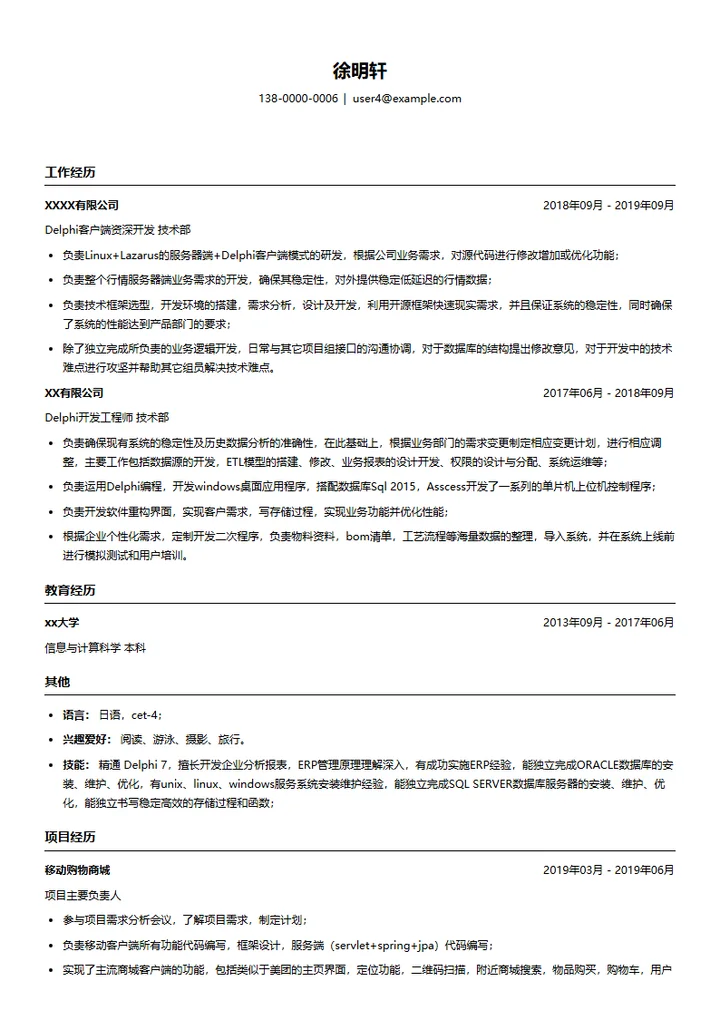 徐明轩
138-0000-0006 | user4@example.com
工作经历
XXXX有限公司 2018年09月 - 2019年09月
Delphi客户端资深开发 技术部
• 负责Linux+Lazarus的服务器端+Delphi客户端模式的研发，根据公司业务需求，对源代码进行修改增加或优化功能；
• 负责整个行情服务器端业务需求的开发，确保其稳定性，对外提供稳定低延迟的行情数据；
• 负责技术框架选型，开发环境的搭建，需求分析，设计及开发，利用开源框架快速现实需求，并且保证系统的稳定性，同时确保
了系统的性能达到产品部门的要求；
• 除了独立完成所负责的业务逻辑开发，日常与其它项目组接口的沟通协调，对于数据库的结构提出修改意见，对于开发中的技术
难点进行攻坚并帮助其它组员解决技术难点。
XX有限公司 2017年06月 - 2018年09月
Delphi开发工程师 技术部
• 负责确保现有系统的稳定性及历史数据分析的准确性，在此基础上，根据业务部门的需求变更制定相应变更计划，进行相应调
整，主要工作包括数据源的开发，ETL模型的搭建、修改、业务报表的设计开发、权限的设计与分配、系统运维等；
• 负责运用Delphi编程，开发windows桌面应用程序，搭配数据库Sql 2015，Asscess开发了一系列的单片机上位机控制程序；
• 负责开发软件重构界面，实现客户需求，写存储过程，实现业务功能并优化性能；
• 根据企业个性化需求，定制开发二次程序，负责物料资料，bom清单，工艺流程等海量数据的整理，导入系统，并在系统上线前
进行模拟测试和用户培训。
教育经历
xx大学 2013年09月 - 2017年06月
信息与计算科学 本科
其他
• 语言： 日语，cet-4；
• 兴趣爱好： 阅读、游泳、摄影、旅行。
• 技能： 精通 Delphi 7，擅长开发企业分析报表，ERP管理原理理解深入，有成功实施ERP经验，能独立完成ORACLE数据库的安
装、维护、优化，有unix、linux、windows服务系统安装维护经验，能独立完成SQL SERVER数据库服务器的安装、维护、优
化，能独立书写稳定高效的存储过程和函数；
项目经历
移动购物商城 2019年03月 - 2019年06月
项目主要负责人
• 参与项目需求分析会议，了解项目需求，制定计划；
• 负责移动客户端所有功能代码编写，框架设计，服务端（servlet+spring+jpa）代码编写；
• 实现了主流商城客户端的功能，包括类似于美团的主页界面，定位功能，二维码扫描，附近商城搜索，物品购买，购物车，用户